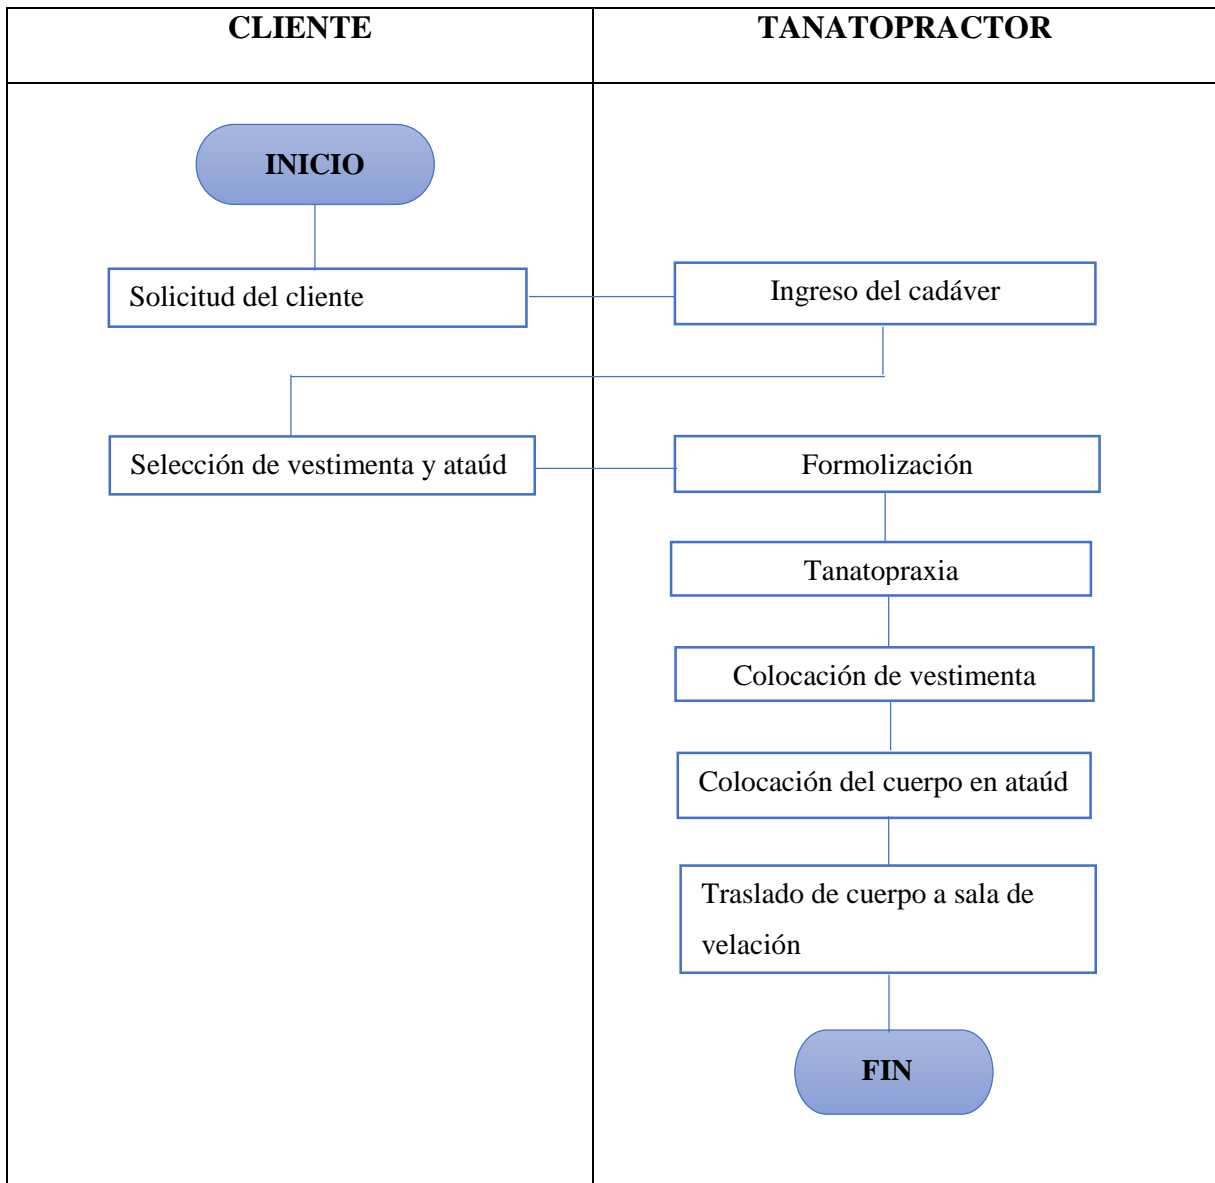 CLIENTE
TANATOPRACTOR
INICIO
Solicitud del cliente
Ingreso del cadáver
Selección de vestimenta y ataúd
Formolización
Tanatopraxia
Colocación de vestimenta
Colocación del cuerpo en ataúd
Traslado de cuerpo a sala de
velación
FIN